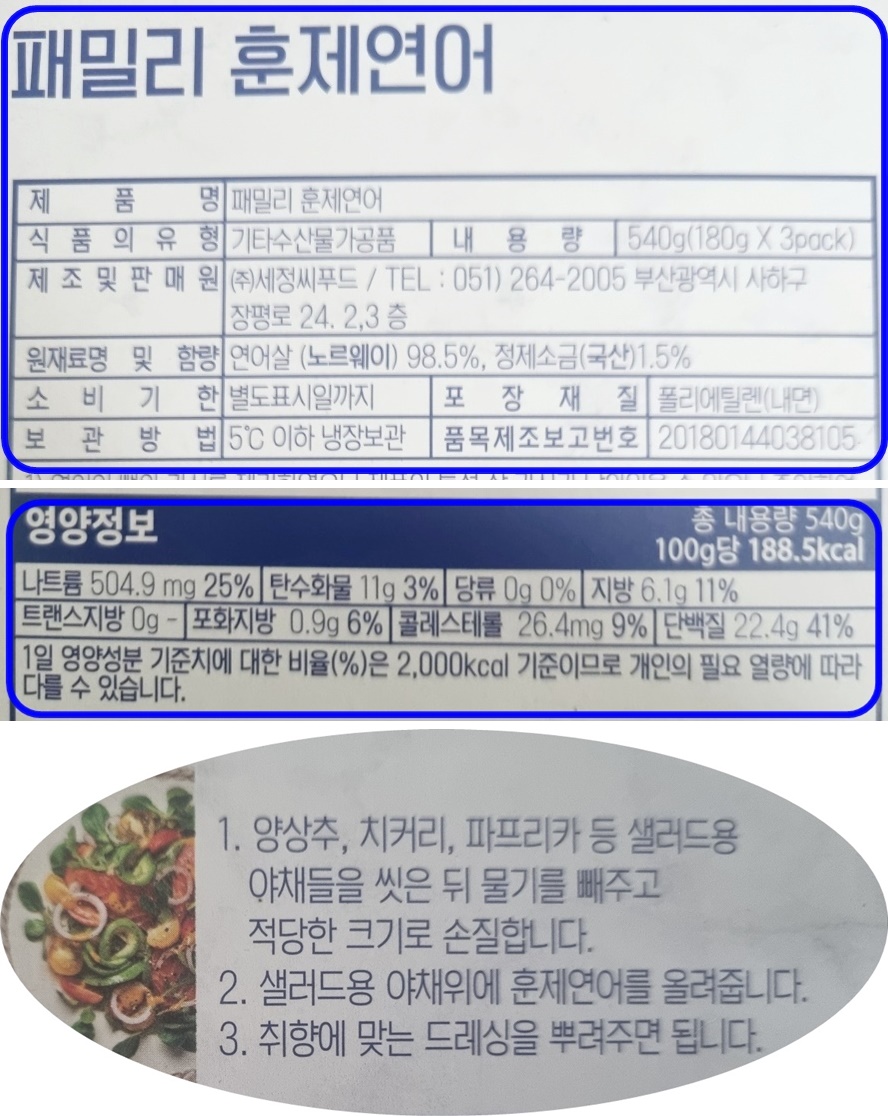 패밀리 훈제연어
제품명 패밀리 훈제연어
식품의유형 기타수산물가공품 내용량 540g(180g X 3pack)
제조및판매원 ㈜세정씨푸드 / TEL : 051) 264-2005 부산광역시 사하구
장평로 24. 2,3 층
원재료명 및 함량 연어살 (노르웨이) 98.5%, 정제소금(국산)1.5%
소비기한 별도표시일까지 포장재질 폴리에틸렌(내면)
보관방법 5℃ 이하 냉장보관 품목제조보고번호 20180144038105-
영양정보 총 내용량 540g
100g당 188.5kcal
나트륨 504.9 mg 25% 탄수화물 11g 3% 당류 0g 0% 지방 6.1g 11%
트랜스지방 0g - 포화지방 0.9g 6% 콜레스테롤 26.4mg 9% 단백질 22.4g 41%
1일 영양성분 기준치에 대한 비율(%)은 2,000kcal 기준이므로 개인의 필요 열량에 따라
다를 수 있습니다.
1. 양상추, 치커리, 파프리카 등 샐러드용
야채들을 씻은 뒤 물기를 빼주고
적당한 크기로 손질합니다.
2. 샐러드용 야채위에 훈제연어를 올려줍니다.
3. 취향에 맞는 드레싱을 뿌려주면 됩니다.